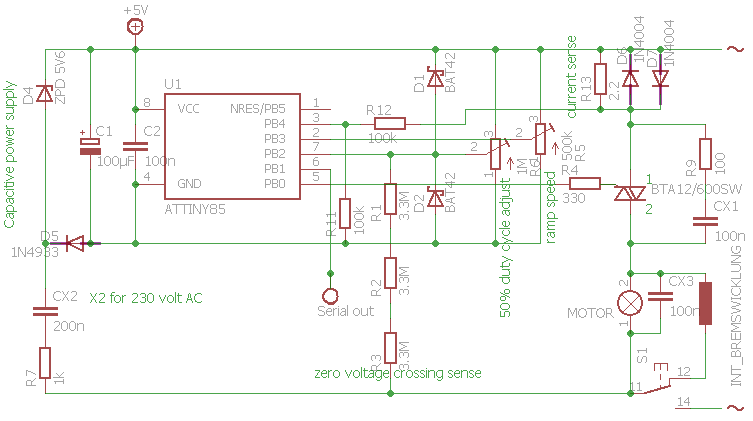 +5V
D4
ZPD 5V6
Capacitive power supply
+
C1
100µF
C2
100n
U1
8
VCC
4
GND
ATTINY85
NRES/PB5
1
PB4
3
PB3
2
PB2
7
PB1
6
PB0
5
R12
100k
R11
100k
D1
BAT42
D2
BAT42
R1
3.3M
R2
3.3M
R3
3.3M
3
2
1
1M
R6
50% duty cycle adjust
3
2
500k
R5
ramp speed
current sense
R13
2.2
D6
1N4004
D7
1N4004
R4
330
1
BTA12/600SW
2
R9
100
CX1
100n
D5
1N4933
X2 for 230 volt AC
CX2
200n
R7
1k
Serial out
zero voltage crossing sense
2
MOTOR
1
CX3
100n
INT_BREMSWICKLUNG
S1
11
12
14